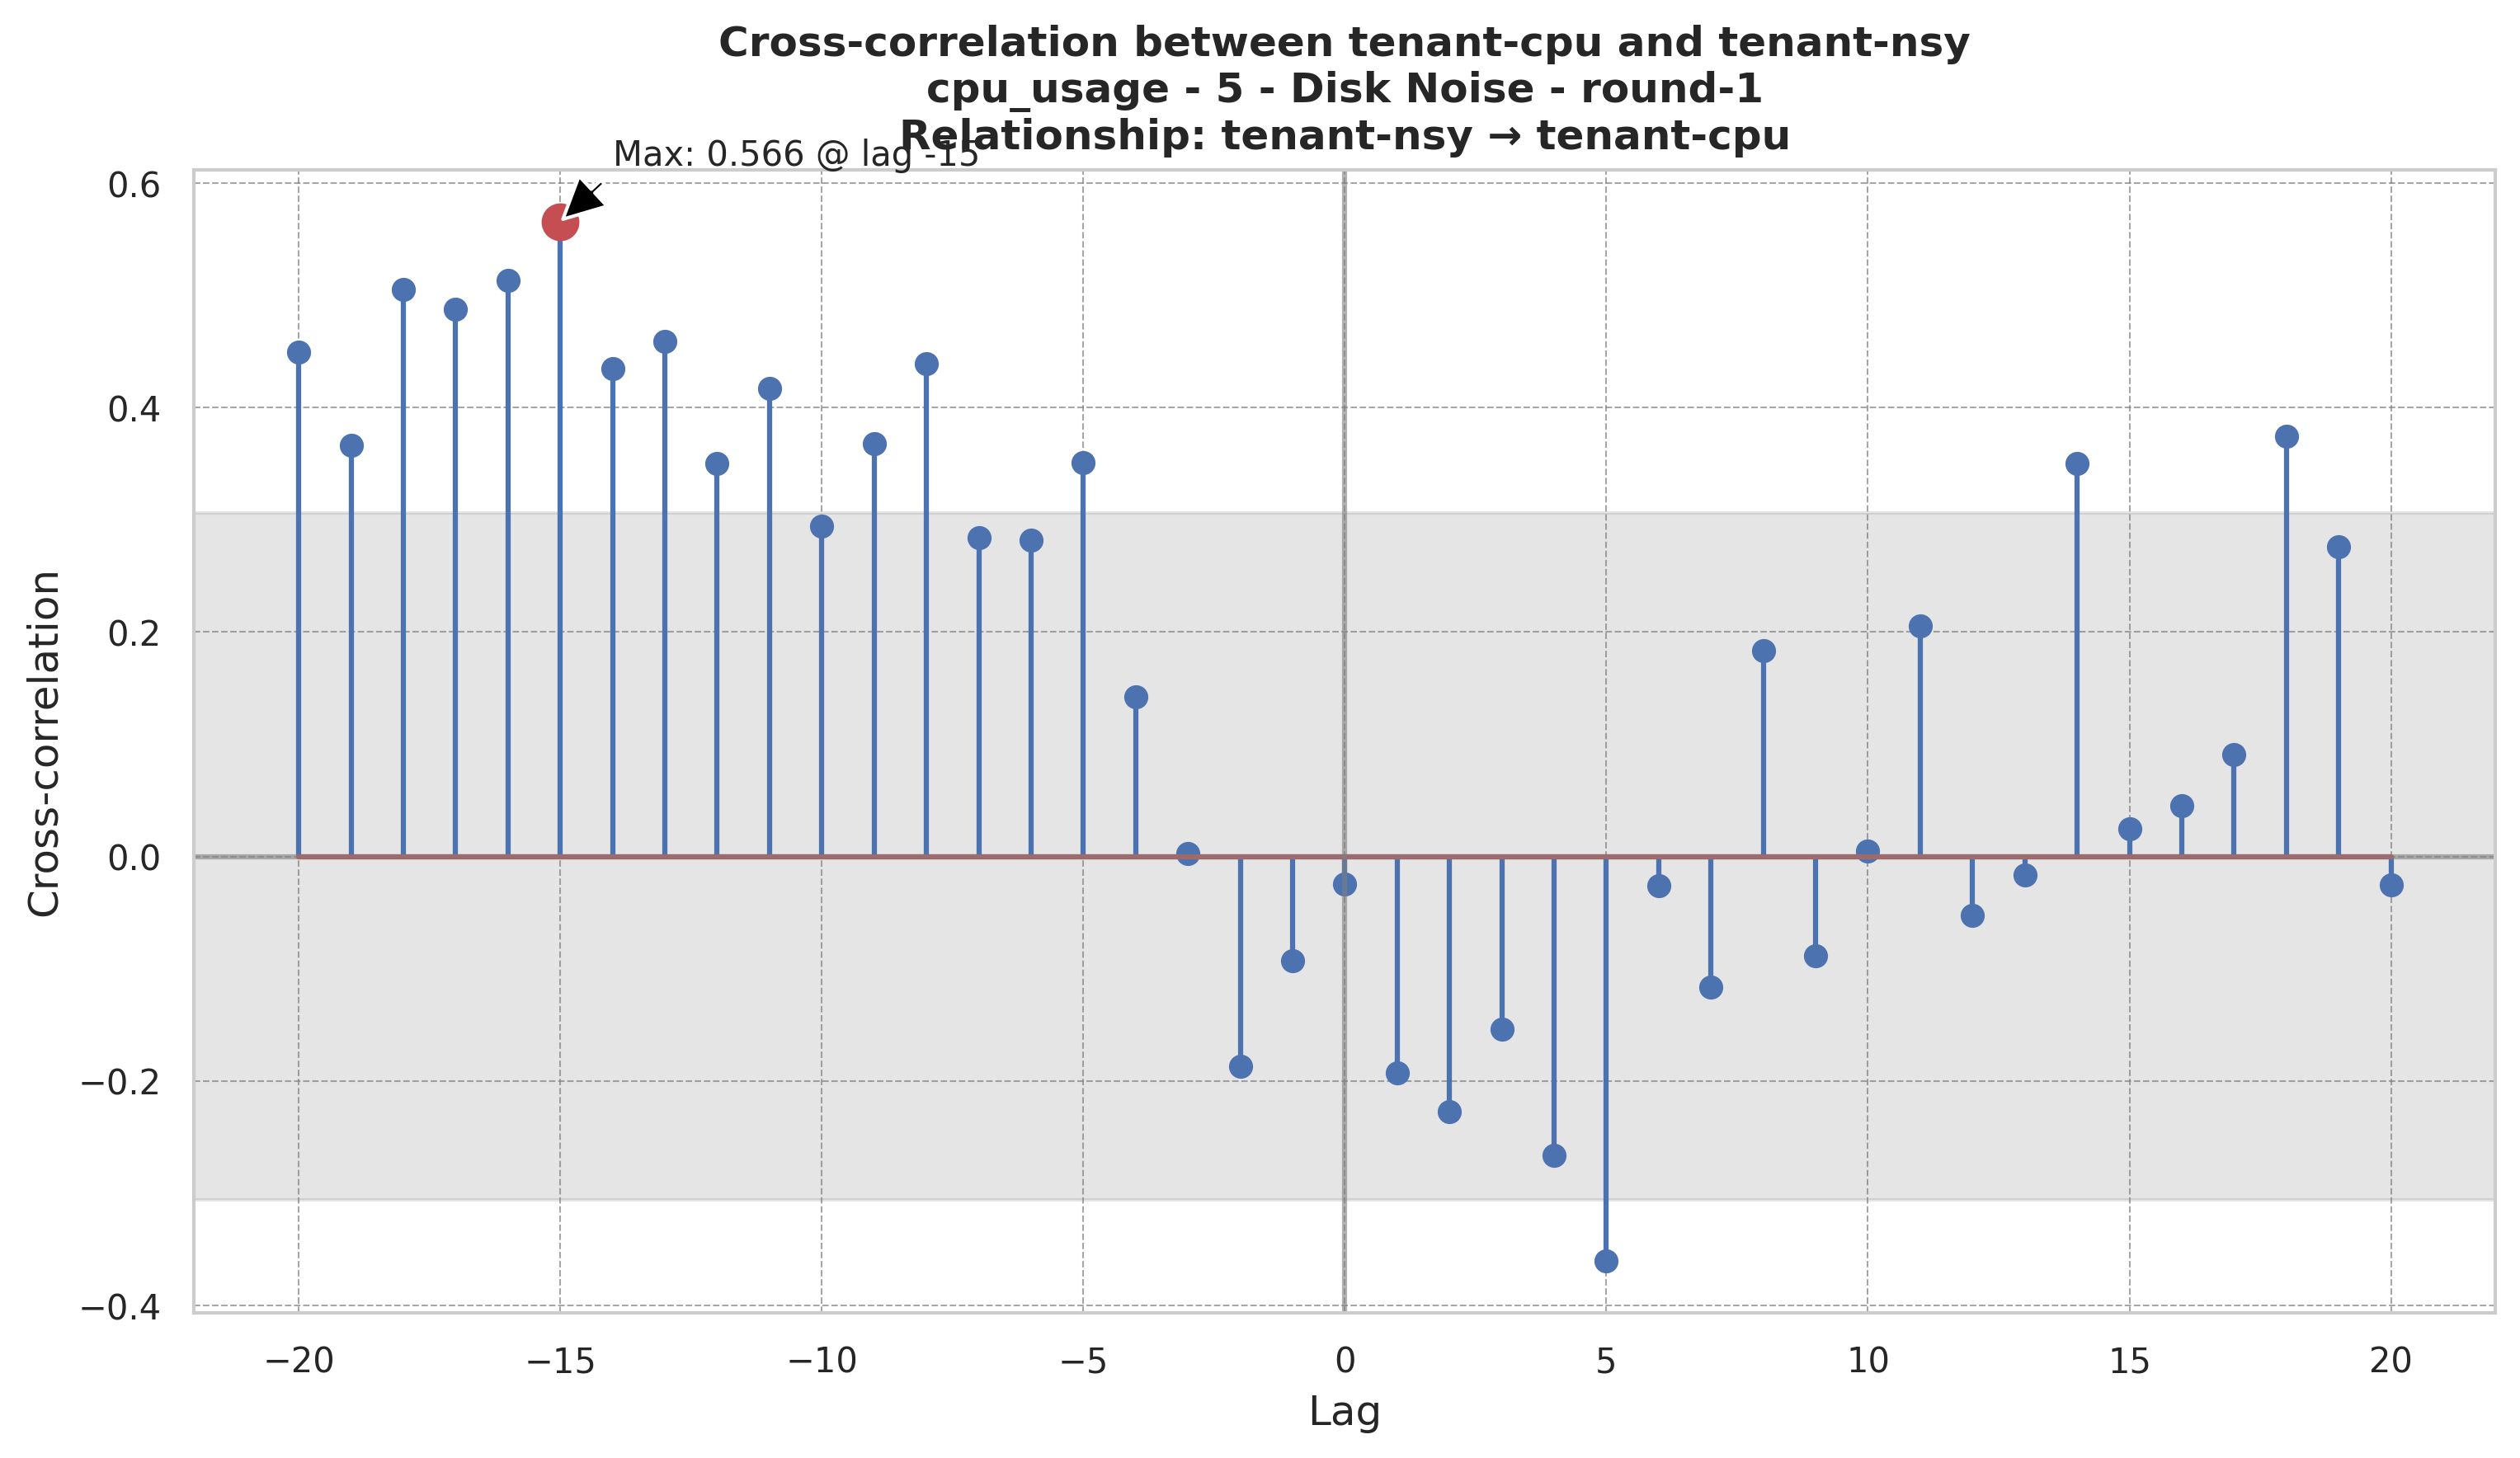 Cross-correlation between tenant-cpu and tenant-nsy
cpu_usage - 5 - Disk Noise - round-1
Relationship: tenant-nsy → tenant-cpu
Max: 0.566 @ lag -15
0.6
0.4
0.2
0.0
−0.2
−0.4
Cross-correlation
−20 −15 −10 −5 0 5 10 15 20
Lag